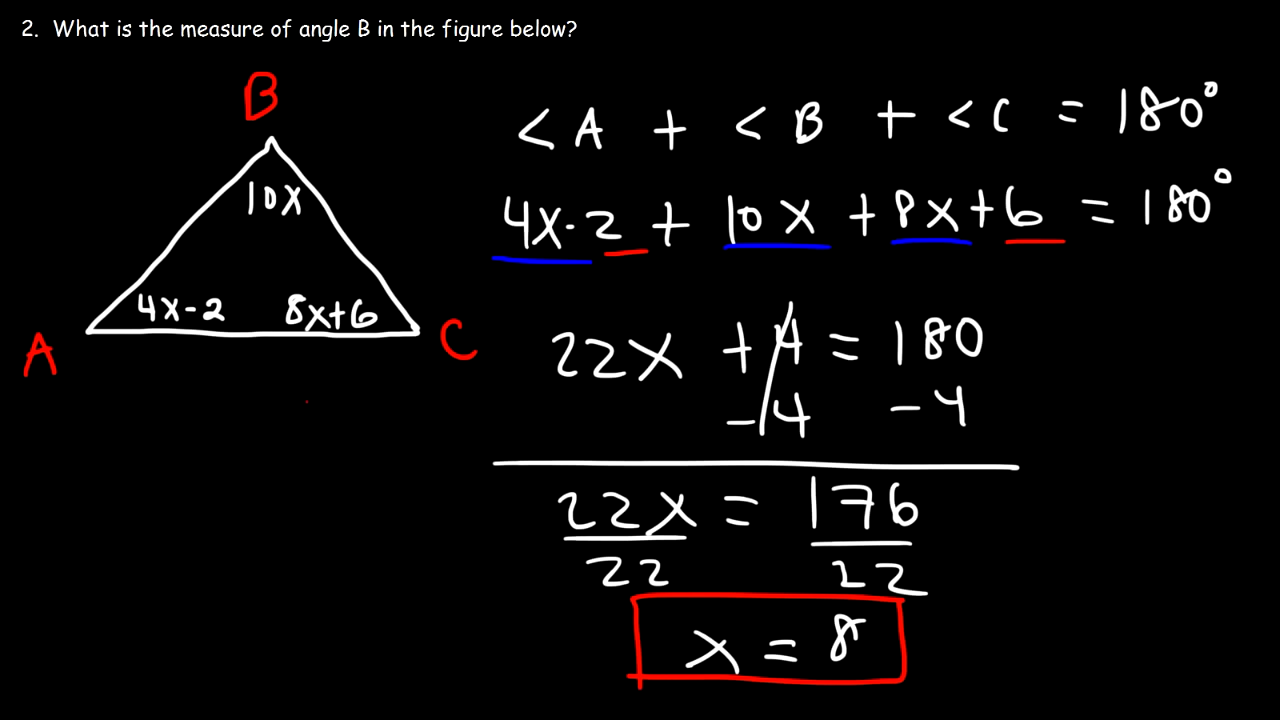 2. What is the measure of angle B in the figure below?
B
10x
4x-2 8x+6
A
C
<A + <B + <C = 180°
4x-2 + 10x + 8x+6 = 180°
22x + 4 = 180
-4 -4
22x = 176
22 22
x = 8